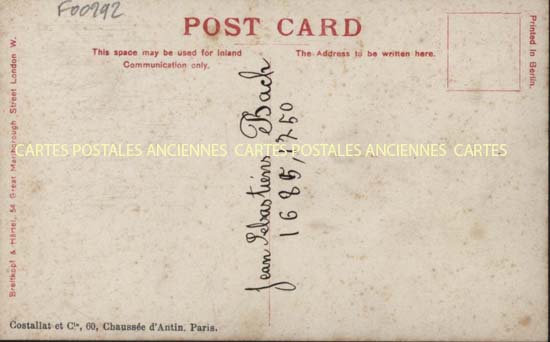 F00292
POST CARD
This space may be used for Inland
Communication only.
The Address to be written here.
Printed in Berlin.
Breitkopf & Härtel, 54 Great Marlborough Street London W.
Jean Sébastiens Bach
1685, 1750
CARTES POSTALES ANCIENNES CARTES POSTALES ANCIENNES CARTES
Costallat et Cie, 60, Chaussée d'Antin, Paris.